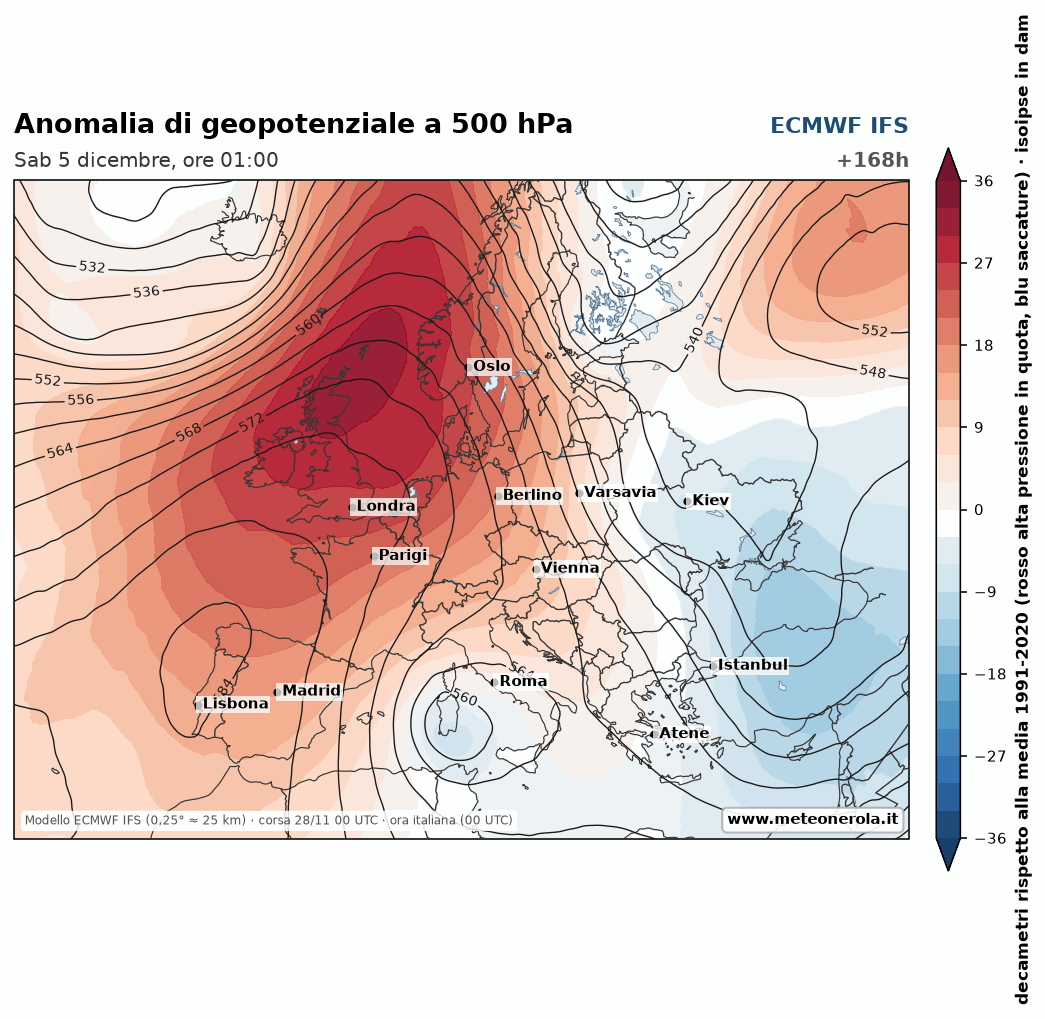 Anomalia di geopotenziale a 500 hPa
ECMWF IFS
Sab 5 dicembre, ore 01:00
+168h
532
536
560
552
556
564
568
572
540
552
548
560
Oslo
Londra
Berlino
Varsavia
Kiev
Parigi
Vienna
Roma
Istanbul
Madrid
Lisbona
Atene
Modello ECMWF IFS (0,25° ≈ 25 km) · corsa 28/11 00 UTC · ora italiana (00 UTC)
www.meteonerola.it
36
27
18
9
0
−9
−18
−27
−36
decametri rispetto alla media 1991-2020 (rosso alta pressione in quota, blu saccature) · isoipse in dam